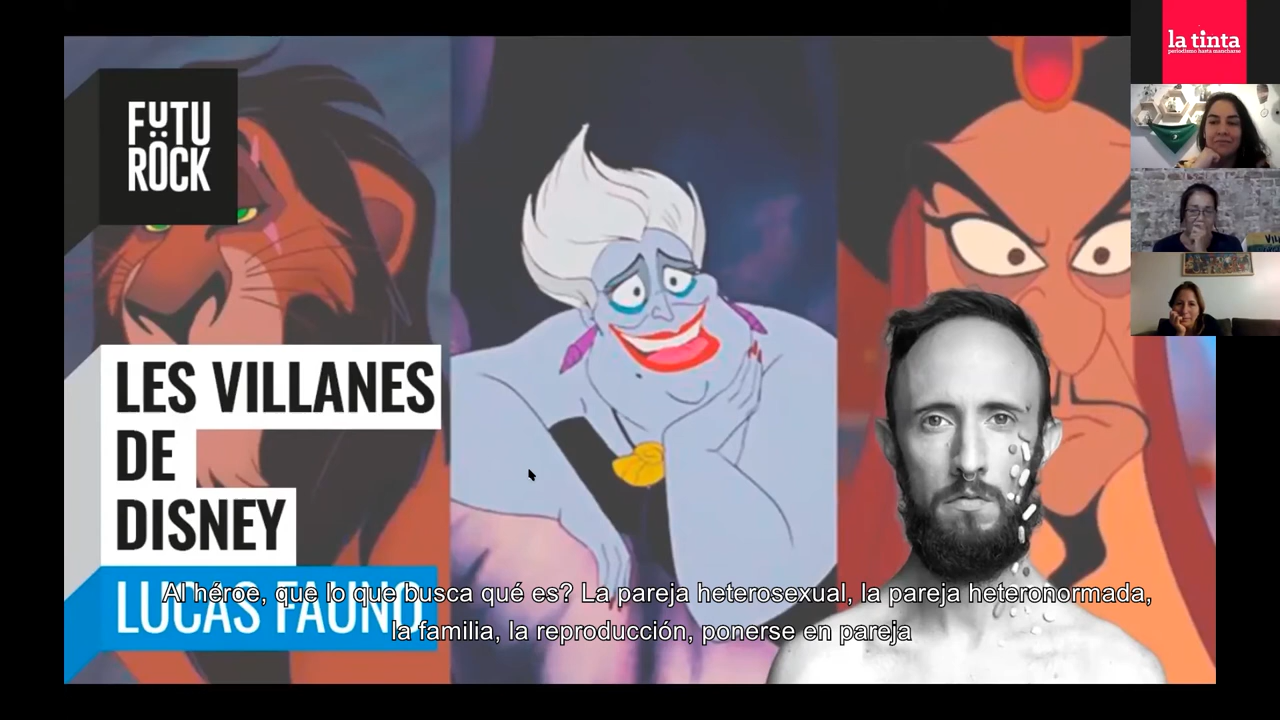 FUTU
RÖCK
la tinta
periodismo hasta mancharse
LES VILLANES
DE
DISNEY
LUCAS FAUNO
Al héroe, que lo que busca qué es? La pareja heterosexual, la pareja heteronormada,
la familia, la reproducción, ponerse en pareja